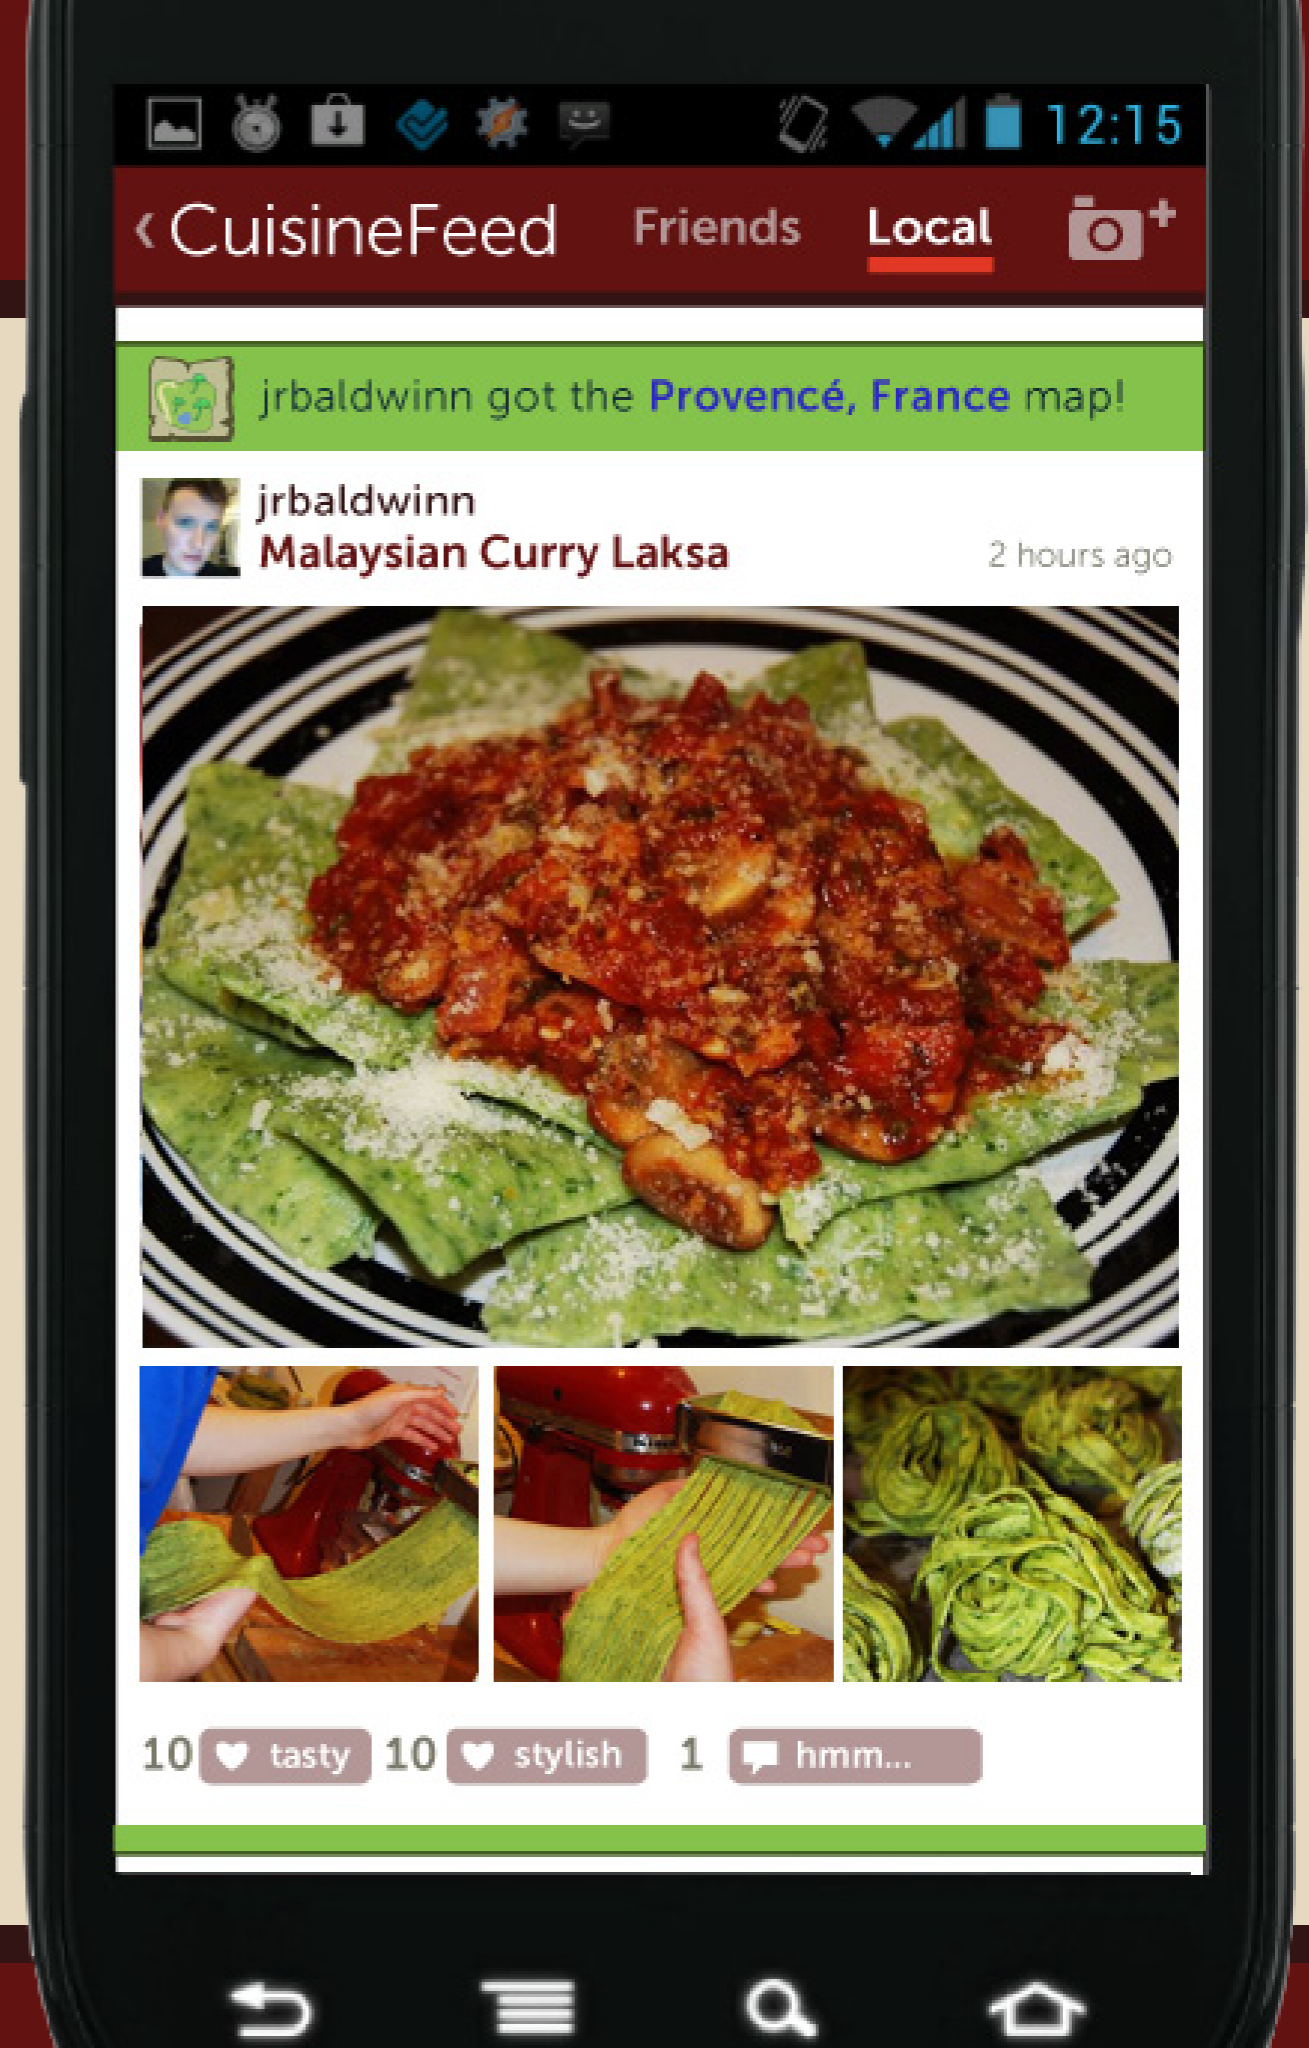 12:15
‹ CuisineFeed Friends Local
jrbaldwinn got the Provencé, France map!
jrbaldwinn
Malaysian Curry Laksa
2 hours ago
10 tasty 10 stylish 1 hmm...